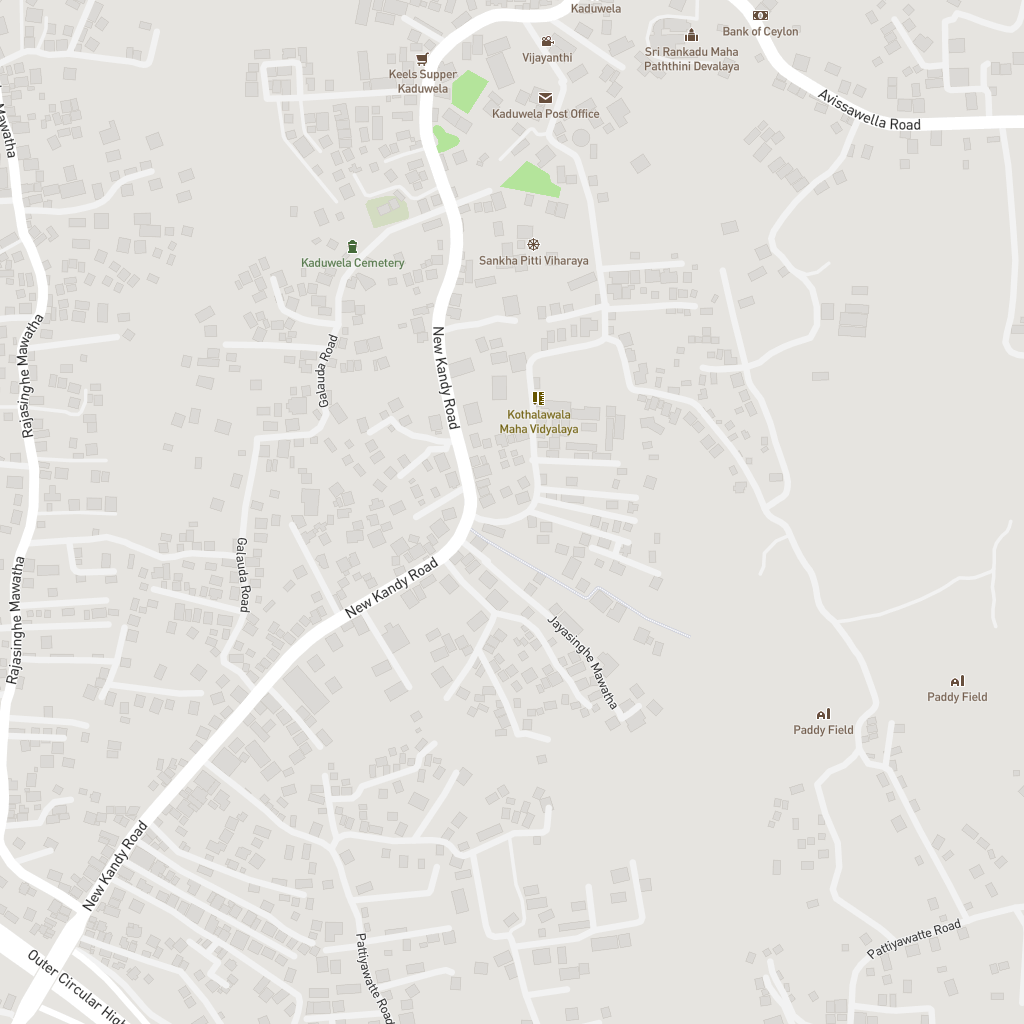 Kaduwela
Bank of Ceylon
Vijayanthi
Sri Rankadu Maha
Paththini Devalaya
Keels Supper
Kaduwela
Kaduwela Post Office
Avissawella Road
Mawatha
Sankha Pitti Viharaya
Kaduwela Cemetery
Rajasinghe Mawatha
Galauda Road
New Kandy Road
Kothalawala
Maha Vidyalaya
Galauda Road
New Kandy Road
Rajasinghe Mawatha
Jayasinghe Mawatha
Paddy Field
Paddy Field
New Kandy Road
Pattiyawatte Road
Pattiyawatte Road
Outer Circular High